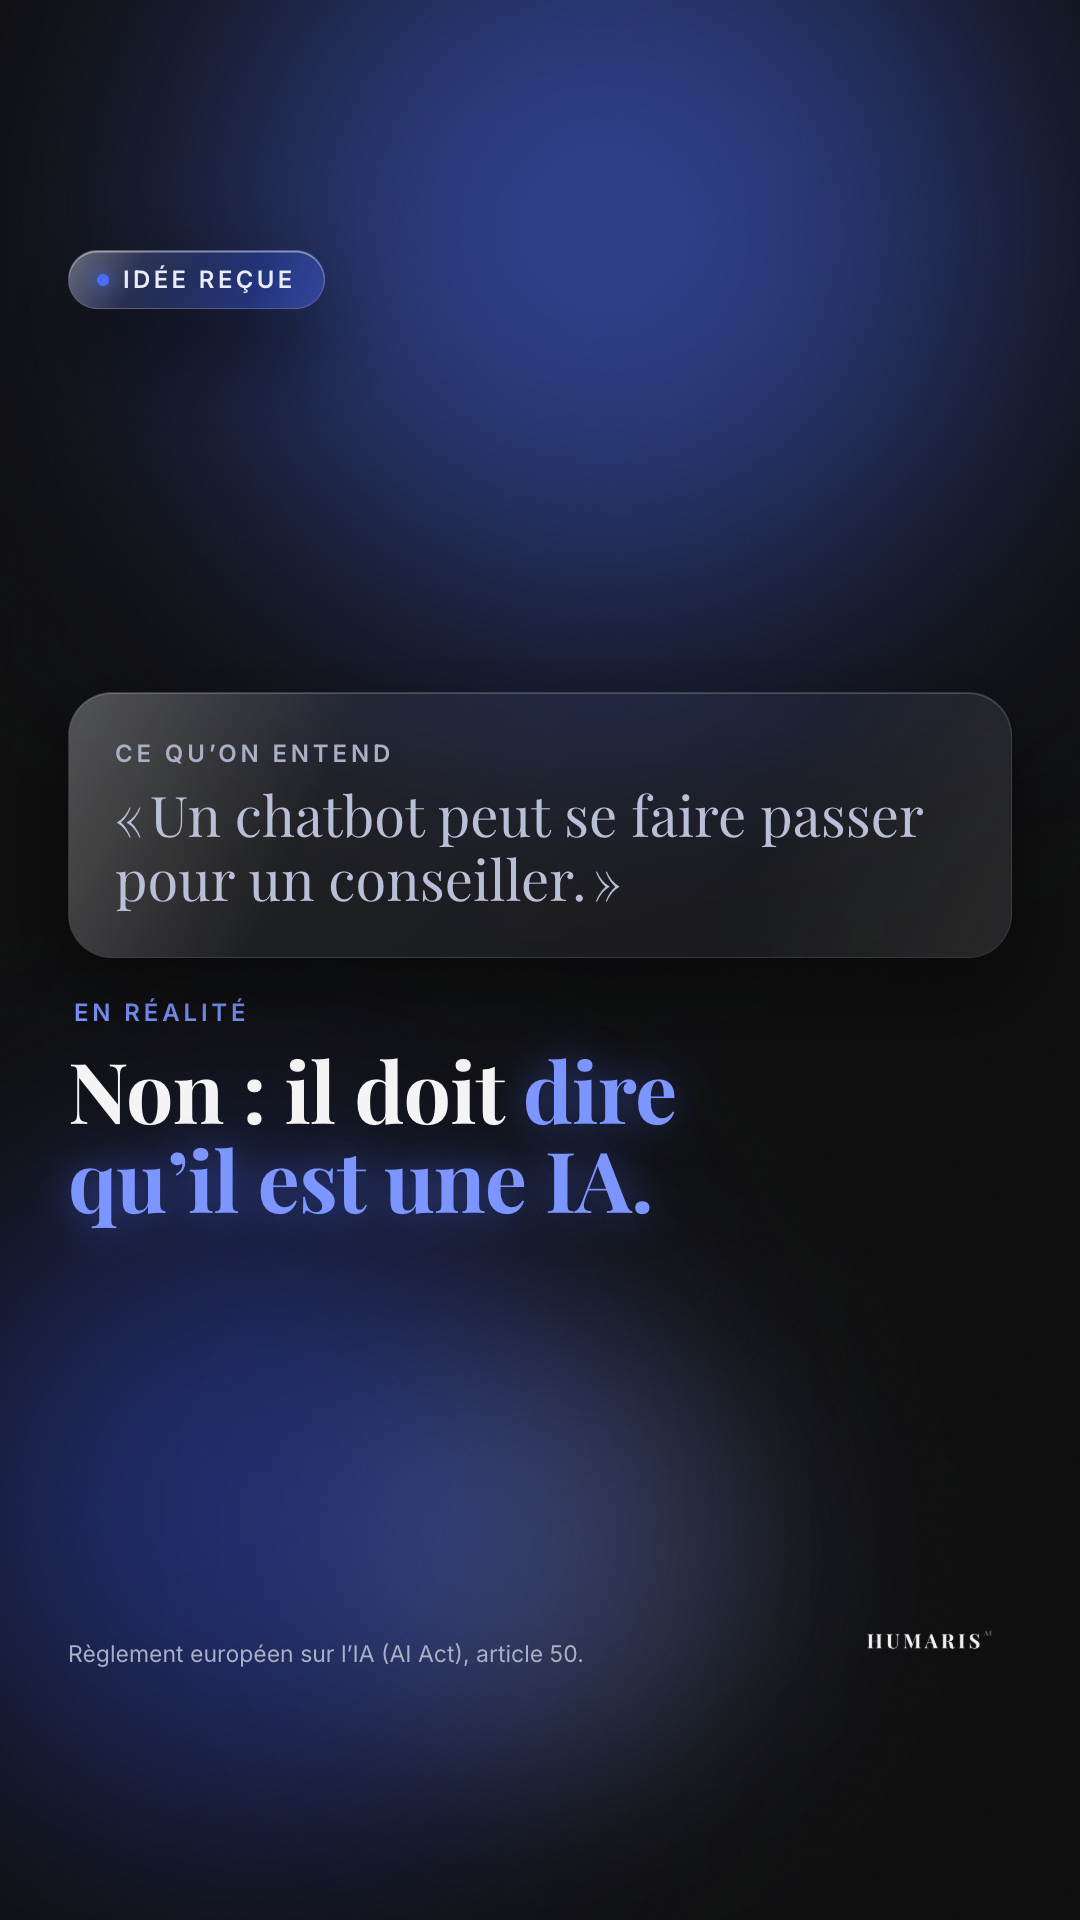 IDÉE REÇUE
CE QU’ON ENTEND
« Un chatbot peut se faire passer
pour un conseiller. »
EN RÉALITÉ
Non : il doit dire
qu’il est une IA.
Règlement européen sur l’IA (AI Act), article 50.
HUMARIS AI